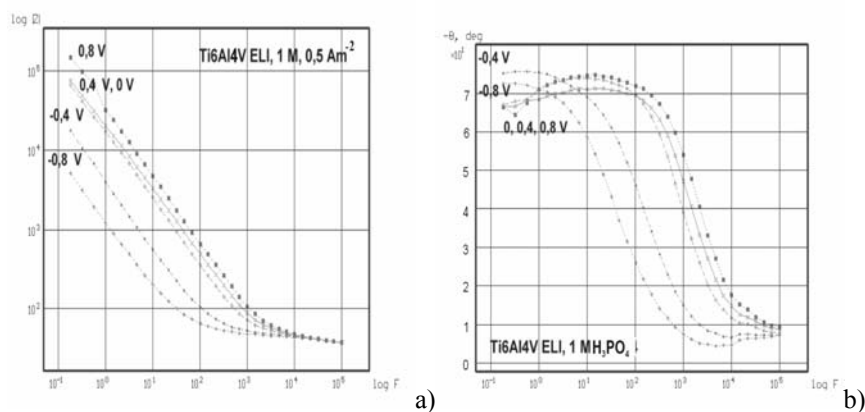 log |Z|
0,8 V
Ti6Al4V ELI, 1 M, 0,5 Am-2
10⁶
0,4 V, 0 V
-0,4 V
10⁴
-0,8 V
10³
10²
10⁻¹ 10⁰ 10¹ 10² 10³ 10⁴ 10⁵
log F
a)
-θ, deg
-0,4 V
7
-0,8 V
6
0, 0,4, 0,8 V
5
4
3
2
1
Ti6Al4V ELI, 1 MH3PO4
0
10⁻¹ 10⁰ 10¹ 10² 10³ 10⁴ 10⁵
log F
b)